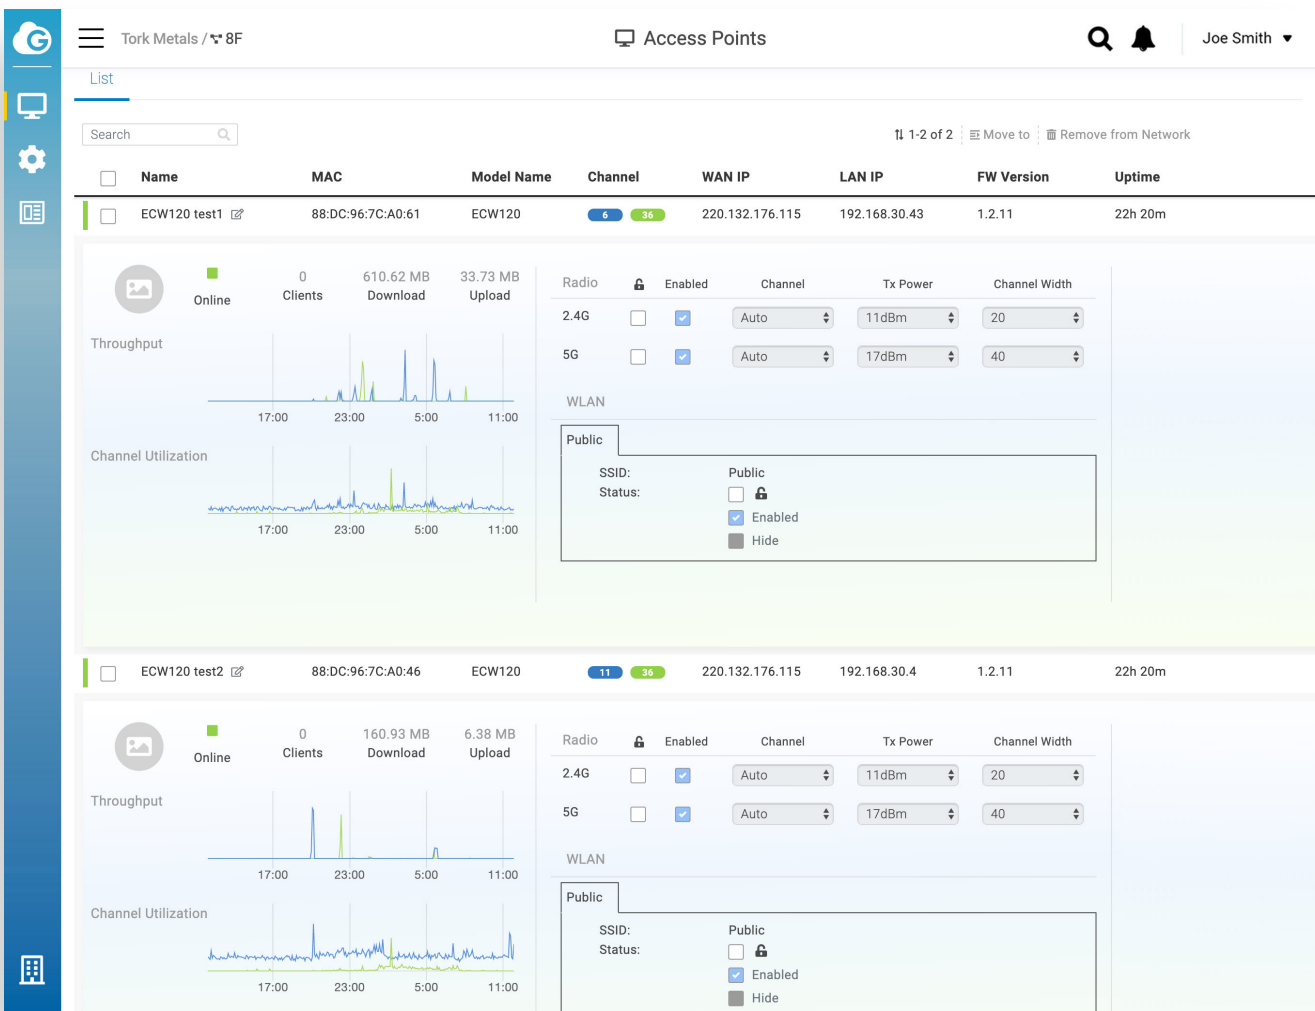 Tork Metals / 8F
Access Points
Joe Smith
List
Search
1-2 of 2 Move to Remove from Network
Name MAC Model Name Channel WAN IP LAN IP FW Version Uptime
ECW120 test1 88:DC:96:7C:A0:61 ECW120 6 36 220.132.176.115 192.168.30.43 1.2.11 22h 20m
0 610.62 MB 33.73 MB
Online Clients Download Upload
Throughput
17:00 23:00 5:00 11:00
Channel Utilization
17:00 23:00 5:00 11:00
Radio Enabled Channel Tx Power Channel Width
2.4G Auto 11dBm 20
5G Auto 17dBm 40
WLAN
Public
SSID: Public
Status:
Enabled
Hide
ECW120 test2 88:DC:96:7C:A0:46 ECW120 11 36 220.132.176.115 192.168.30.4 1.2.11 22h 20m
0 160.93 MB 6.38 MB
Online Clients Download Upload
Throughput
17:00 23:00 5:00 11:00
Channel Utilization
17:00 23:00 5:00 11:00
Radio Enabled Channel Tx Power Channel Width
2.4G Auto 11dBm 20
5G Auto 17dBm 40
WLAN
Public
SSID: Public
Status:
Enabled
Hide